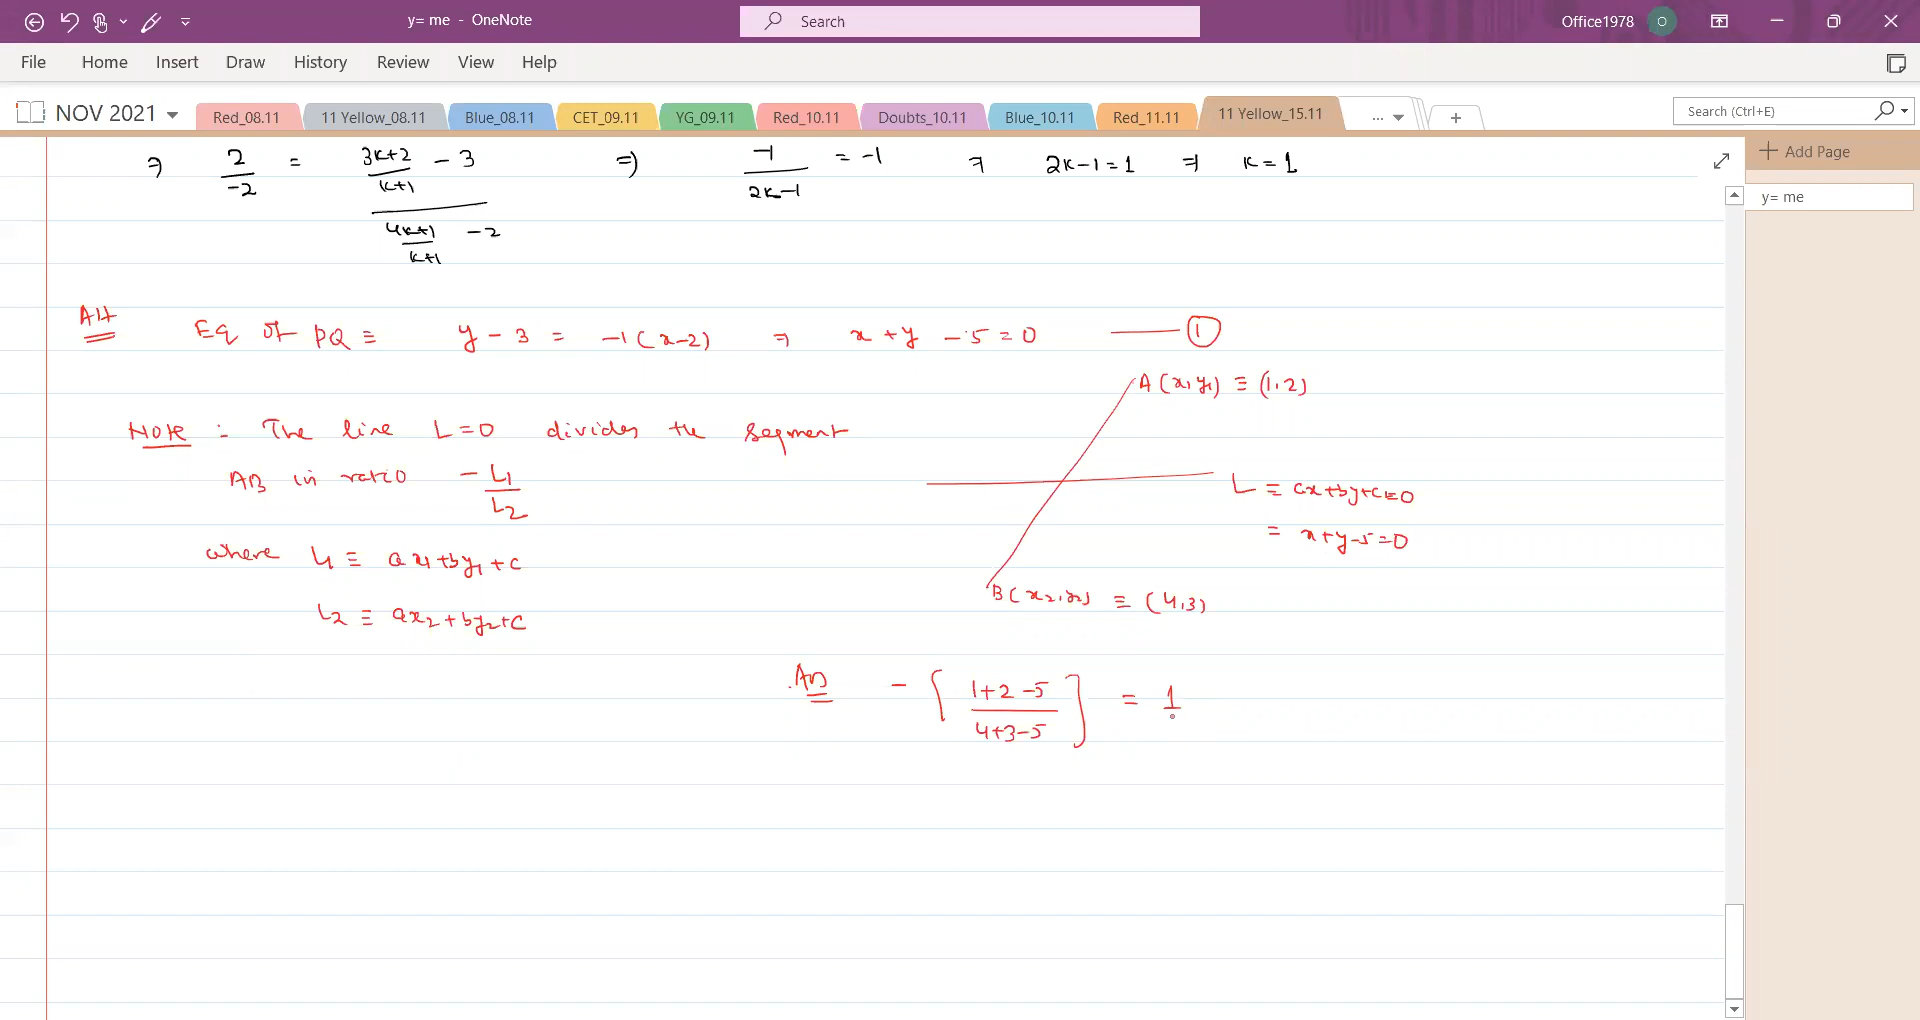 y= me - OneNote
Search
Office1978
O
File Home Insert Draw History Review View Help
NOV 2021
Red_08.11 11 Yellow_08.11 Blue_08.11 CET_09.11 YG_09.11 Red_10.11 Doubts_10.11 Blue_10.11 Red_11.11 11 Yellow_15.11 ... +
Search (Ctrl+E)
+ Add Page
y= me
⇒ 2/-2 = ((3k+2)/(k+1) - 3)/((4k+1)/(k+1) - 2) ⇒ -1/(2k-1) = -1 ⇒ 2k-1=1 ⇒ k=1
Alt Eq of PQ ≡ y-3 = -1(x-2) ⇒ x+y-5=0 —— ①
A(x₁y₁) ≡ (1,2)
Note : The line L=0 divides the segment
AB in ratio - L₁/L₂
L ≡ ax+by+c=0
= x+y-5=0
where L₁ ≡ ax₁+by₁+c
B(x₂,y₂) ≡ (4,3)
L₂ ≡ ax₂+by₂+c
- [(1+2-5)/(4+3-5)] = 1